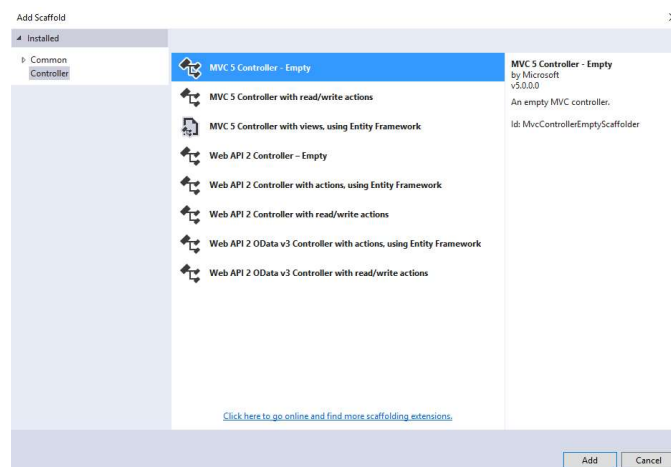 Add Scaffold
Installed
Common
Controller
MVC 5 Controller - Empty
MVC 5 Controller with read/write actions
MVC 5 Controller with views, using Entity Framework
Web API 2 Controller – Empty
Web API 2 Controller with actions, using Entity Framework
Web API 2 Controller with read/write actions
Web API 2 OData v3 Controller with actions, using Entity Framework
Web API 2 OData v3 Controller with read/write actions
Click here to go online and find more scaffolding extensions.
MVC 5 Controller - Empty
by Microsoft
v5.0.0.0
An empty MVC controller.
Id: MvcControllerEmptyScaffolder
Add
Cancel